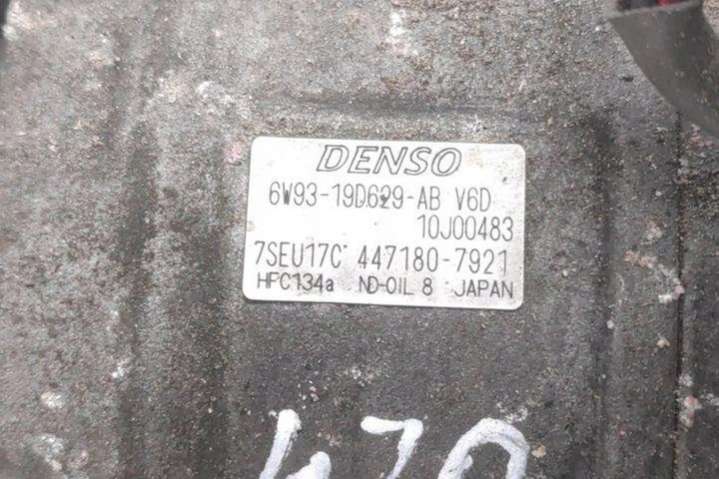 DENSO
6W93-19D629-AB V6D
10J00483
7SEU17C 447180-7921
HFC134a ND-OIL 8 JAPAN